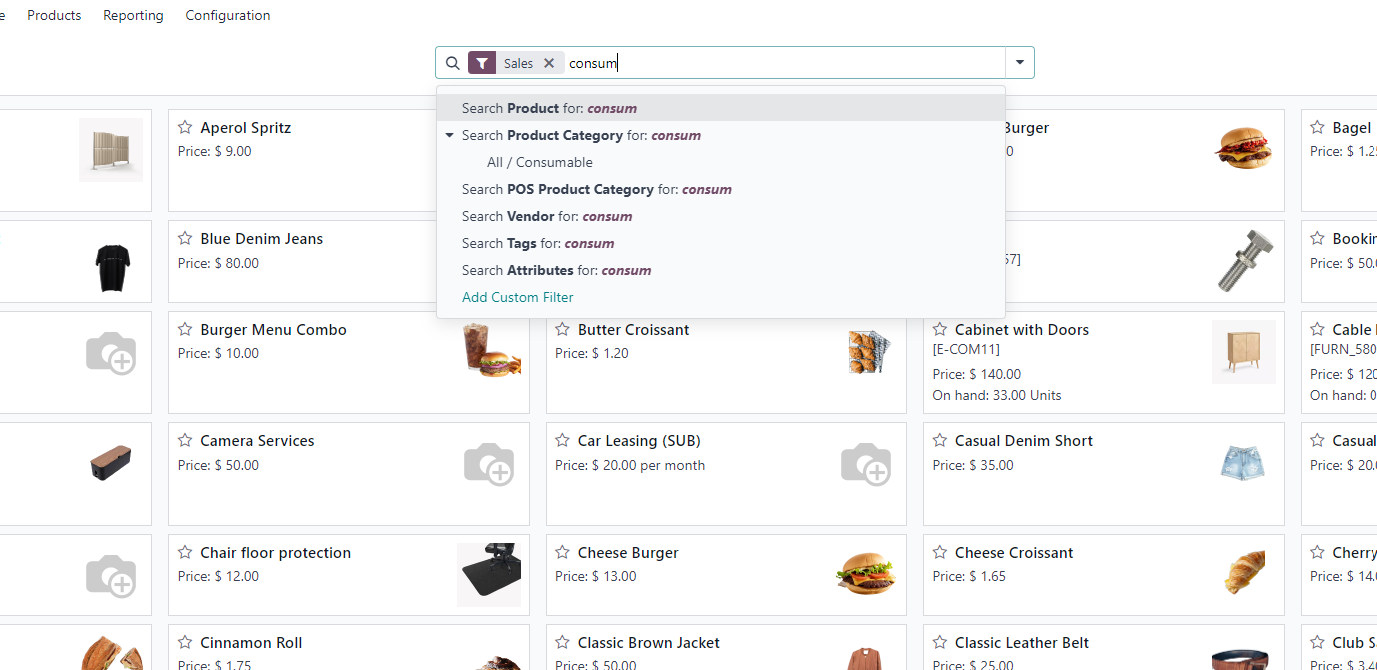 e Products Reporting Configuration
Sales consum
Search Product for: consum
Search Product Category for: consum
All / Consumable
Search POS Product Category for: consum
Search Vendor for: consum
Search Tags for: consum
Search Attributes for: consum
Add Custom Filter
Aperol Spritz
Price: $ 9.00
Burger
0
Bagel
Price: $ 1.25
Blue Denim Jeans
Price: $ 80.00
57]
Bookin
Price: $ 50.0
Burger Menu Combo
Price: $ 10.00
Butter Croissant
Price: $ 1.20
Cabinet with Doors
[E-COM11]
Price: $ 140.00
On hand: 33.00 Units
Cable
[FURN_580
Price: $ 120
On hand: 0
Camera Services
Price: $ 50.00
Car Leasing (SUB)
Price: $ 20.00 per month
Casual Denim Short
Price: $ 35.00
Casual
Price: $ 20.0
Chair floor protection
Price: $ 12.00
Cheese Burger
Price: $ 13.00
Cheese Croissant
Price: $ 1.65
Cherry
Price: $ 14.0
Cinnamon Roll
Price: $ 1.75
Classic Brown Jacket
Price: $ 50.00
Classic Leather Belt
Price: $ 25.00
Club S
Price: $ 3.40